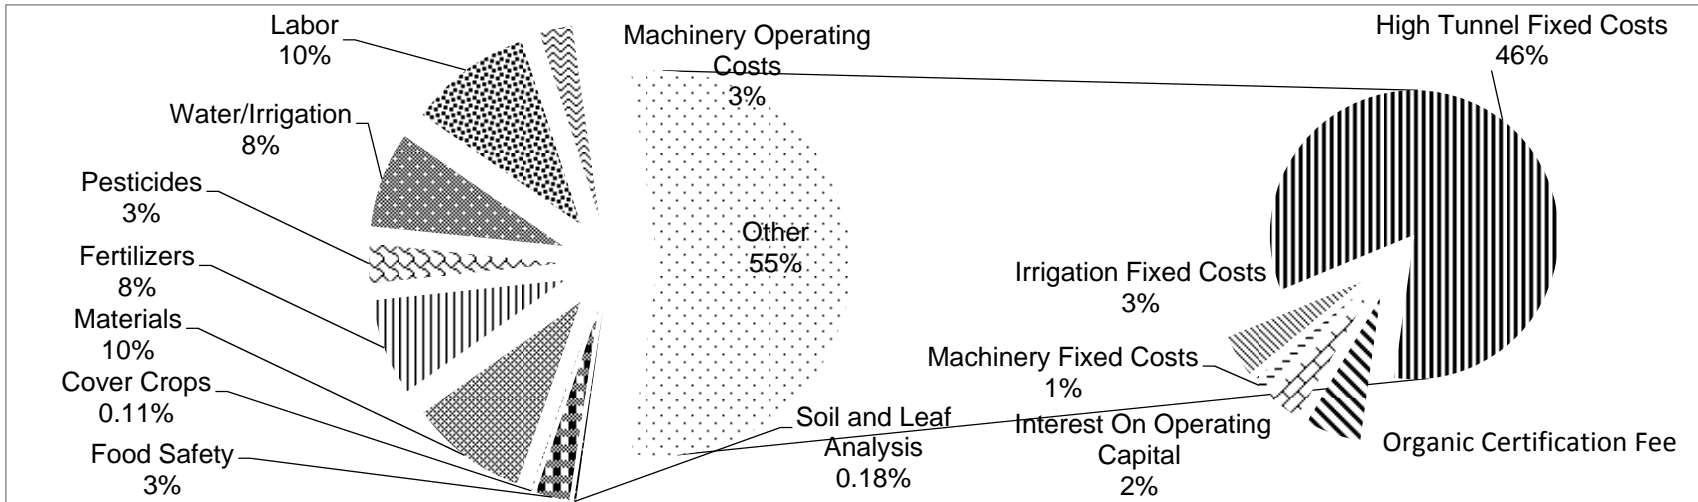 Labor
10%
Machinery Operating
Costs
3%
High Tunnel Fixed Costs
46%
Water/Irrigation
8%
Pesticides
3%
Other
55%
Fertilizers
8%
Irrigation Fixed Costs
3%
Materials
10%
Machinery Fixed Costs
1%
Cover Crops
0.11%
Soil and Leaf
Analysis
0.18%
Interest On Operating
Capital
2%
Organic Certification Fee
Food Safety
3%